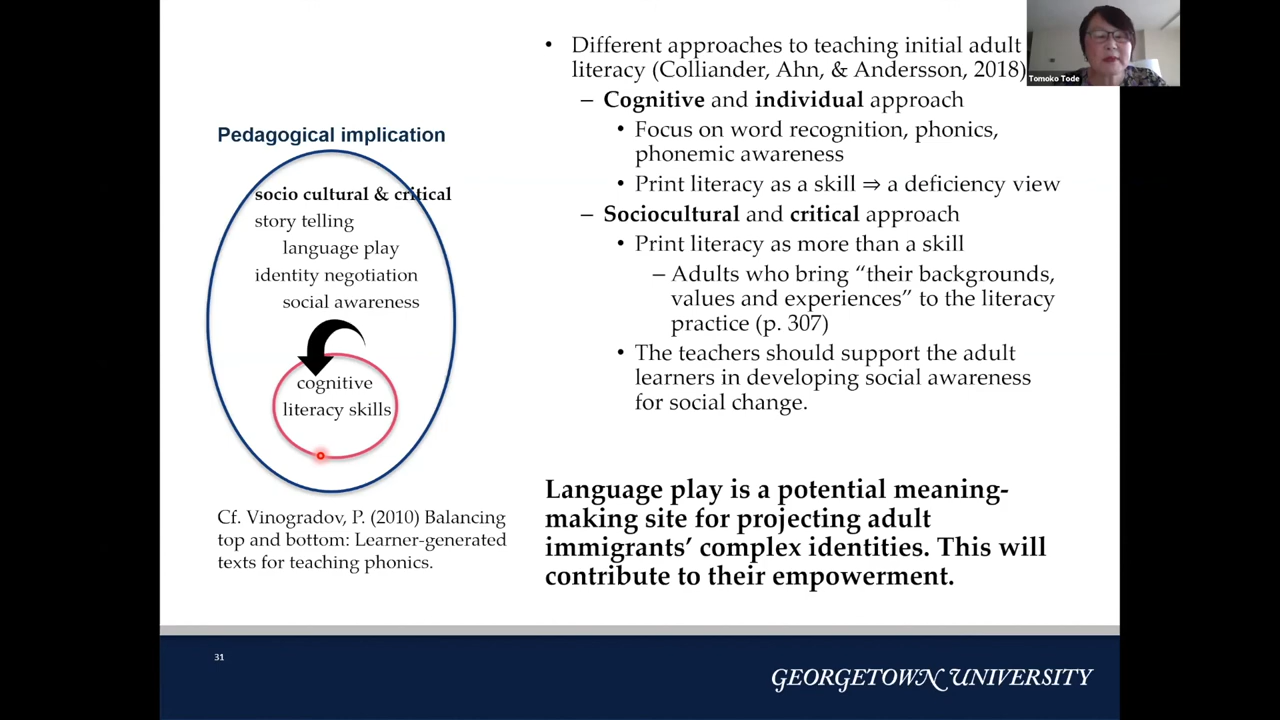 Pedagogical implication
socio cultural & critical
story telling
language play
identity negotiation
social awareness
cognitive
literacy skills
Cf. Vinogradov, P. (2010) Balancing
top and bottom: Learner-generated
texts for teaching phonics.
• Different approaches to teaching initial adult
literacy (Colliander, Ahn, & Andersson, 2018)
– Cognitive and individual approach
• Focus on word recognition, phonics,
phonemic awareness
• Print literacy as a skill ⇒ a deficiency view
– Sociocultural and critical approach
• Print literacy as more than a skill
– Adults who bring “their backgrounds,
values and experiences” to the literacy
practice (p. 307)
• The teachers should support the adult
learners in developing social awareness
for social change.
Language play is a potential meaning-
making site for projecting adult
immigrants’ complex identities. This will
contribute to their empowerment.
Tomoko Tode
31
GEORGETOWN UNIVERSITY